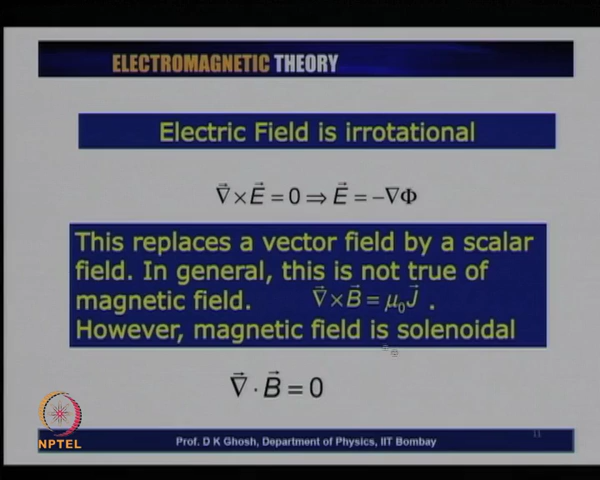 ELECTROMAGNETIC THEORY
Electric Field is irrotational
∇⃗ × E⃗ = 0 ⇒ E⃗ = −∇Φ
This replaces a vector field by a scalar
field. In general, this is not true of
magnetic field. ∇⃗ × B⃗ = μ₀J⃗ .
However, magnetic field is solenoidal
∇⃗ · B⃗ = 0
NPTEL
Prof. D K Ghosh, Department of Physics, IIT Bombay
11